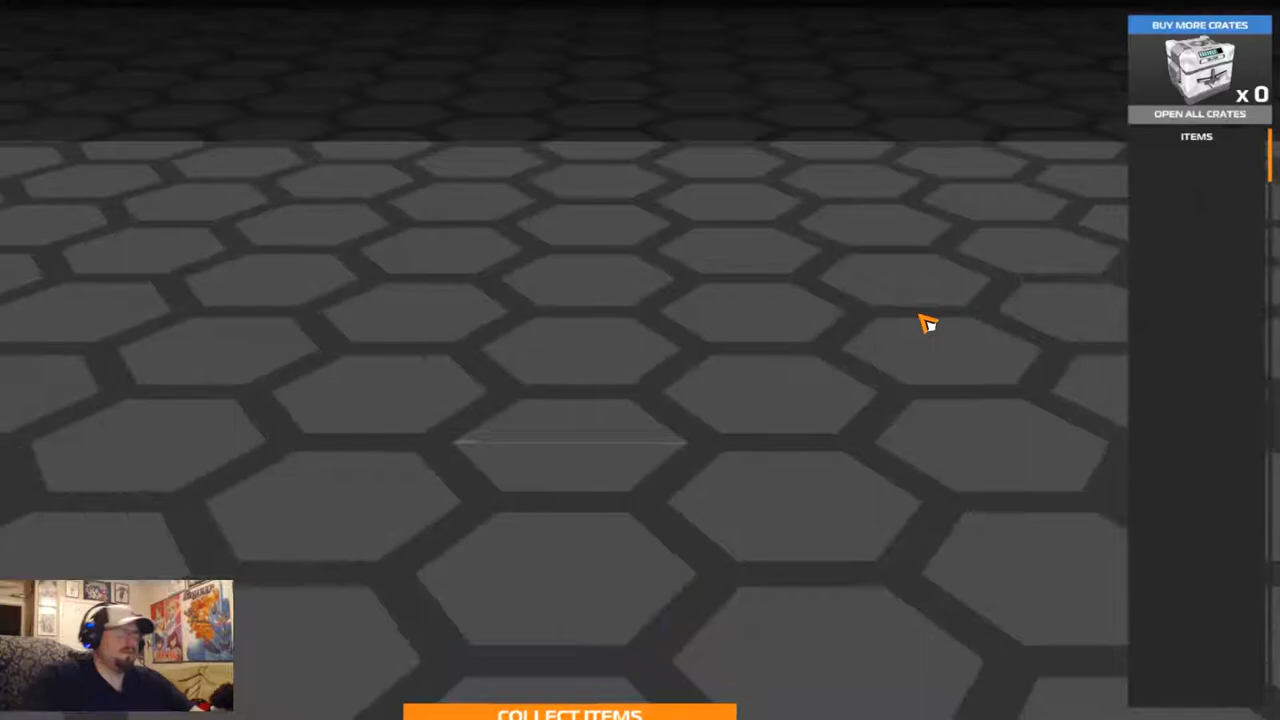 BUY MORE CRATES
x 0
OPEN ALL CRATES
ITEMS
COLLECT ITEMS